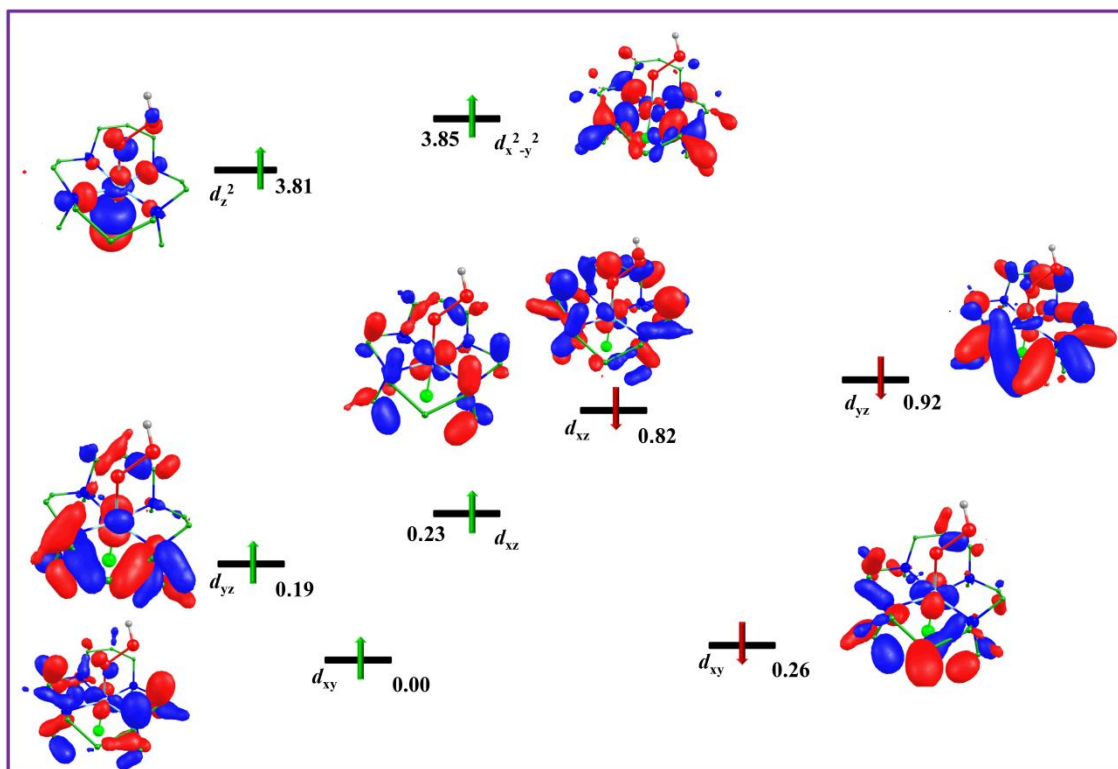 3.85 d_x²-y²
d_z² 3.81
d_xz 0.82
d_yz 0.92
0.23 d_xz
d_yz 0.19
d_xy 0.00
d_xy 0.26